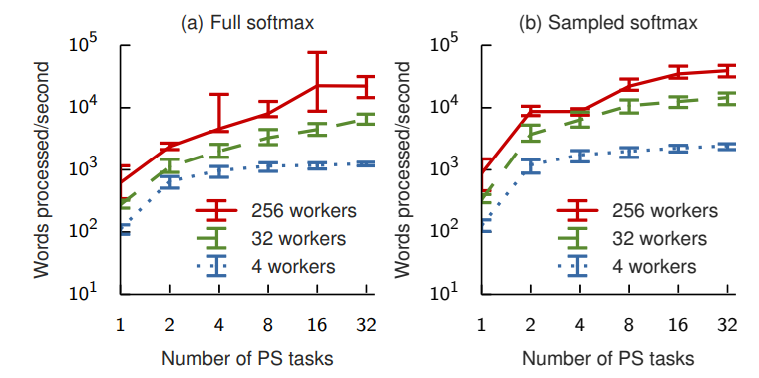 (a) Full softmax
Words processed/second
10^5
10^4
10^3
10^2
10^1
256 workers
32 workers
4 workers
1 2 4 8 16 32
Number of PS tasks
(b) Sampled softmax
Words processed/second
10^5
10^4
10^3
10^2
10^1
256 workers
32 workers
4 workers
1 2 4 8 16 32
Number of PS tasks